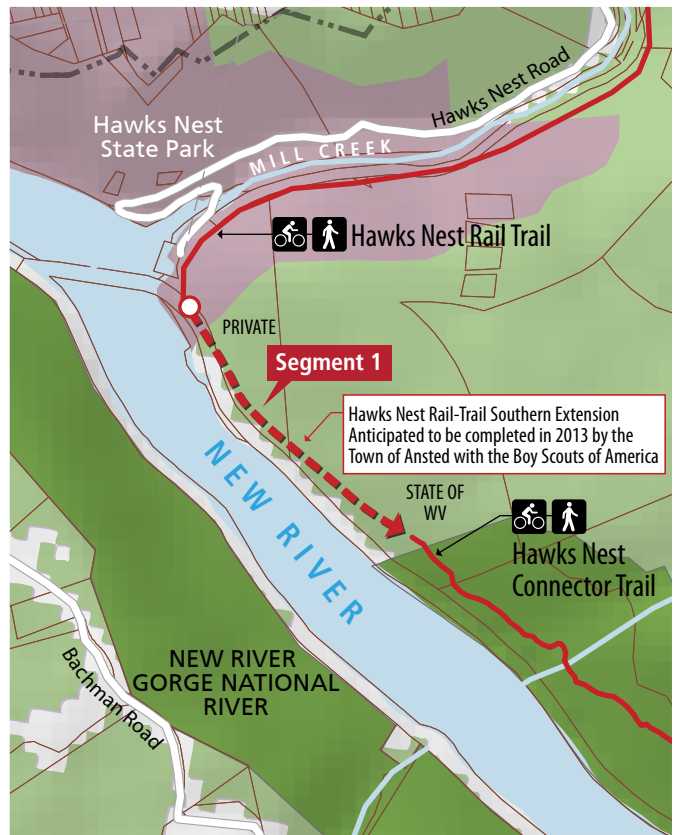 Hawks Nest Road
Hawks Nest
State Park
MILL CREEK
Hawks Nest Rail Trail
PRIVATE
Segment 1
Hawks Nest Rail-Trail Southern Extension
Anticipated to be completed in 2013 by the
Town of Ansted with the Boy Scouts of America
NEW RIVER
STATE OF
WV
Hawks Nest
Connector Trail
NEW RIVER
GORGE NATIONAL
RIVER
Bachman Road